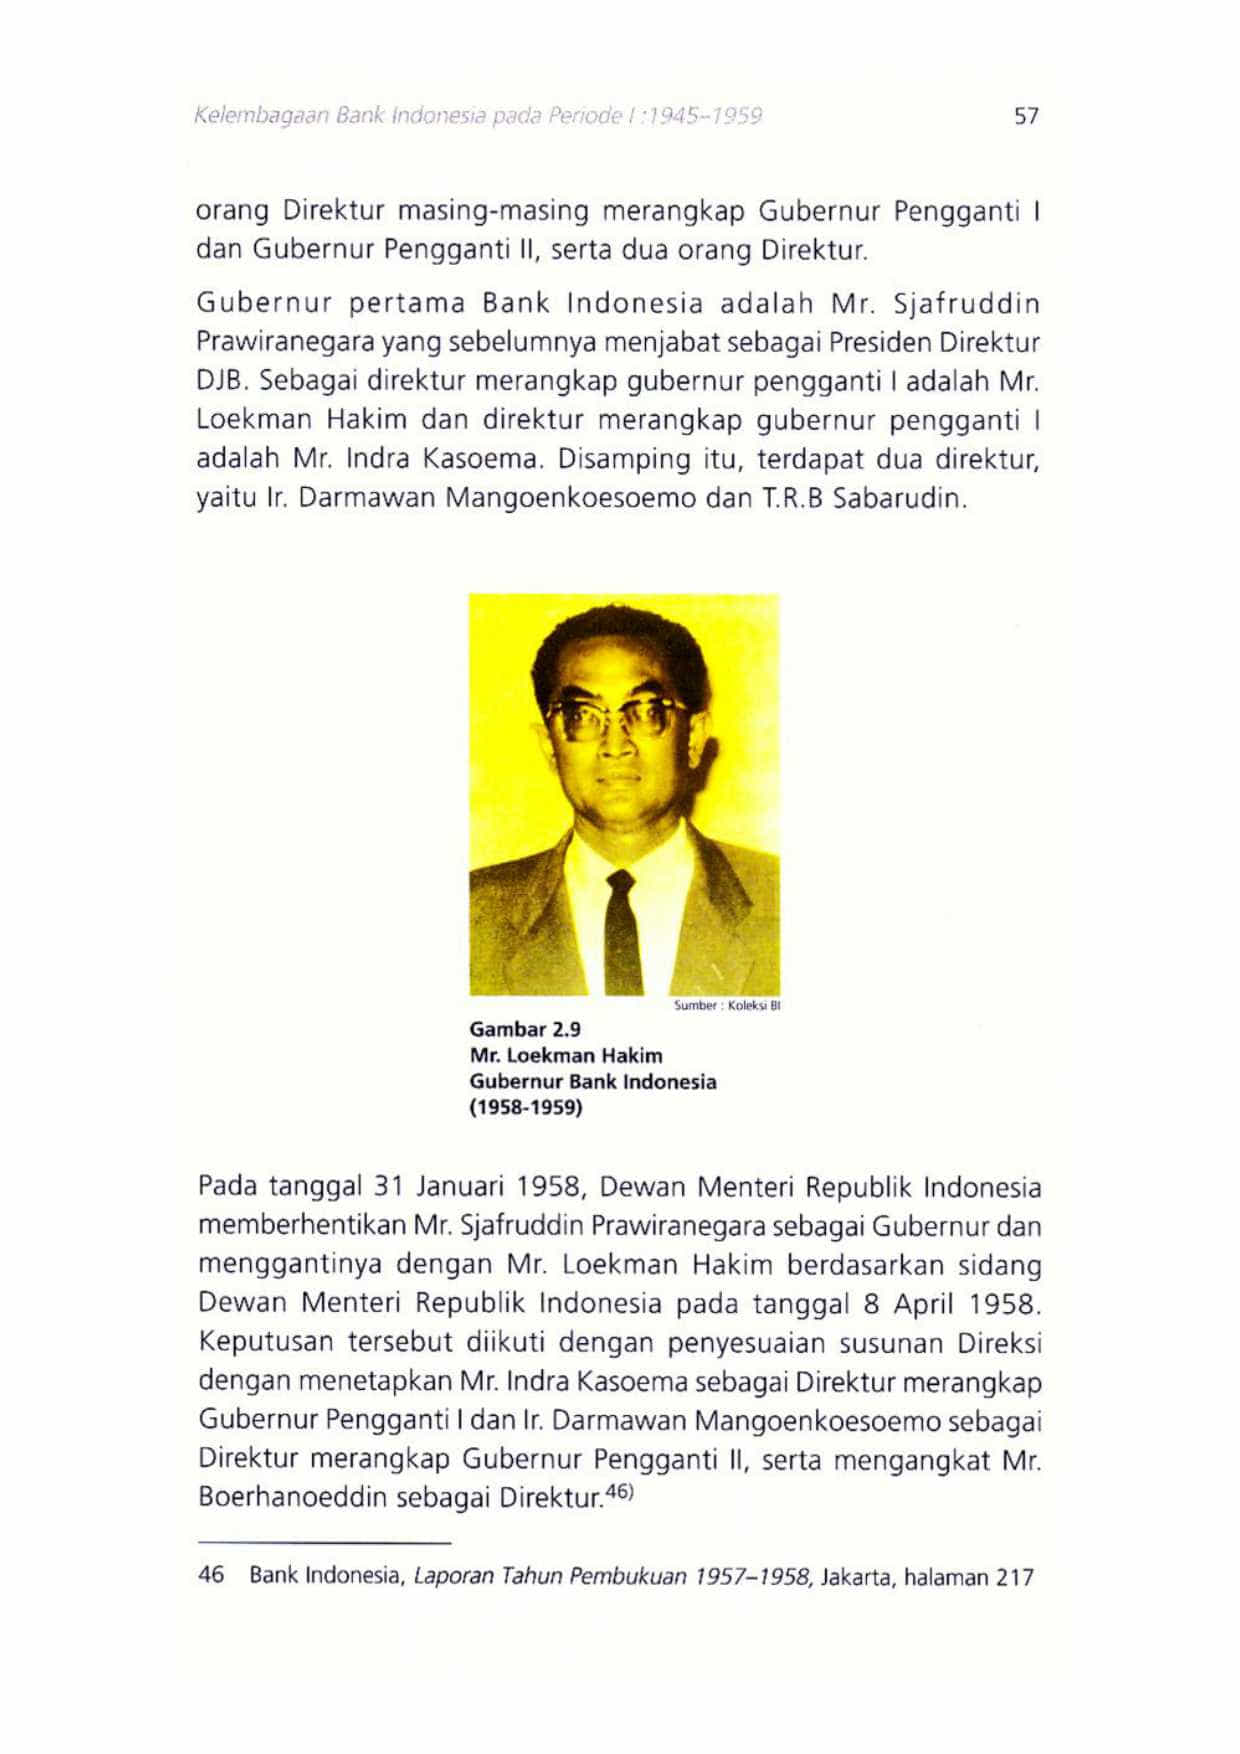 Kelembagaan Bank Indonesia pada Periode I :1945–1959 57
orang Direktur masing-masing merangkap Gubernur Pengganti I
dan Gubernur Pengganti II, serta dua orang Direktur.
Gubernur pertama Bank Indonesia adalah Mr. Sjafruddin
Prawiranegara yang sebelumnya menjabat sebagai Presiden Direktur
DJB. Sebagai direktur merangkap gubernur pengganti I adalah Mr.
Loekman Hakim dan direktur merangkap gubernur pengganti I
adalah Mr. Indra Kasoema. Disamping itu, terdapat dua direktur,
yaitu Ir. Darmawan Mangoenkoesoemo dan T.R.B Sabarudin.
Sumber : Koleksi BI
Gambar 2.9
Mr. Loekman Hakim
Gubernur Bank Indonesia
(1958-1959)
Pada tanggal 31 Januari 1958, Dewan Menteri Republik Indonesia
memberhentikan Mr. Sjafruddin Prawiranegara sebagai Gubernur dan
menggantinya dengan Mr. Loekman Hakim berdasarkan sidang
Dewan Menteri Republik Indonesia pada tanggal 8 April 1958.
Keputusan tersebut diikuti dengan penyesuaian susunan Direksi
dengan menetapkan Mr. Indra Kasoema sebagai Direktur merangkap
Gubernur Pengganti I dan Ir. Darmawan Mangoenkoesoemo sebagai
Direktur merangkap Gubernur Pengganti II, serta mengangkat Mr.
Boerhanoeddin sebagai Direktur.46)
46 Bank Indonesia, Laporan Tahun Pembukuan 1957–1958, Jakarta, halaman 217